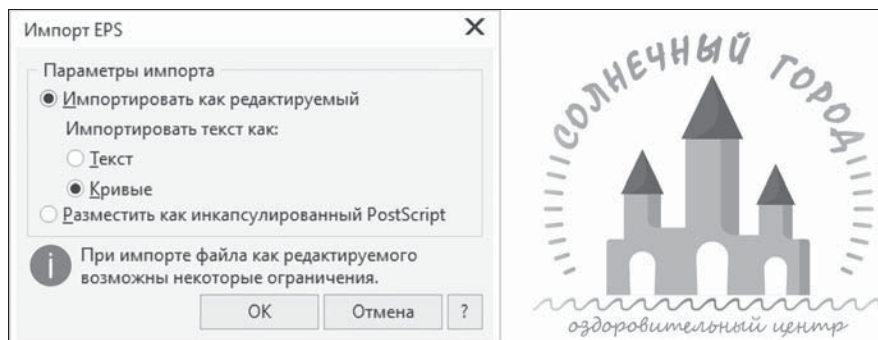 Импорт EPS
Параметры импорта
Импортировать как редактируемый
Импортировать текст как:
Текст
Кривые
Разместить как инкапсулированный PostScript
При импорте файла как редактируемого
возможны некоторые ограничения.
ОК
Отмена
?
СОЛНЕЧНЫЙ ГОРОД
оздоровительный центр